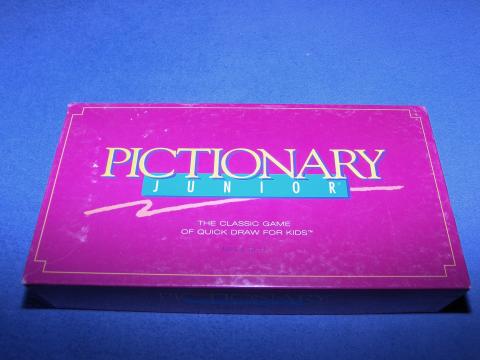 PICTIONARY
JUNIOR
THE CLASSIC GAME
OF QUICK DRAW FOR KIDS™